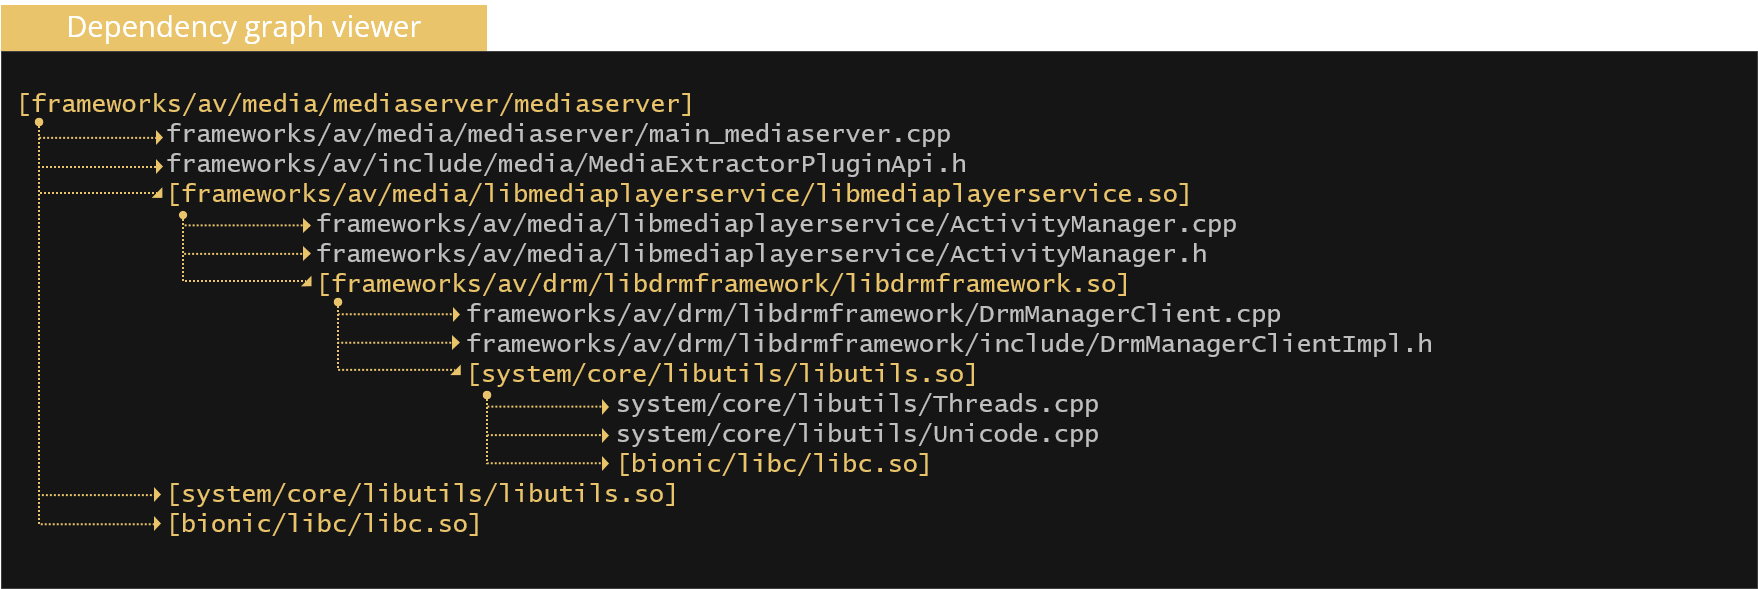 Dependency graph viewer
[frameworks/av/media/mediaserver/mediaserver]
frameworks/av/media/mediaserver/main_mediaserver.cpp
frameworks/av/include/media/MediaExtractorPluginApi.h
[frameworks/av/media/libmediaplayerservice/libmediaplayerservice.so]
frameworks/av/media/libmediaplayerservice/ActivityManager.cpp
frameworks/av/media/libmediaplayerservice/ActivityManager.h
[frameworks/av/drm/libdrmframework/libdrmframework.so]
frameworks/av/drm/libdrmframework/DrmManagerClient.cpp
frameworks/av/drm/libdrmframework/include/DrmManagerClientImpl.h
[system/core/libutils/libutils.so]
system/core/libutils/Threads.cpp
system/core/libutils/Unicode.cpp
[bionic/libc/libc.so]
[system/core/libutils/libutils.so]
[bionic/libc/libc.so]